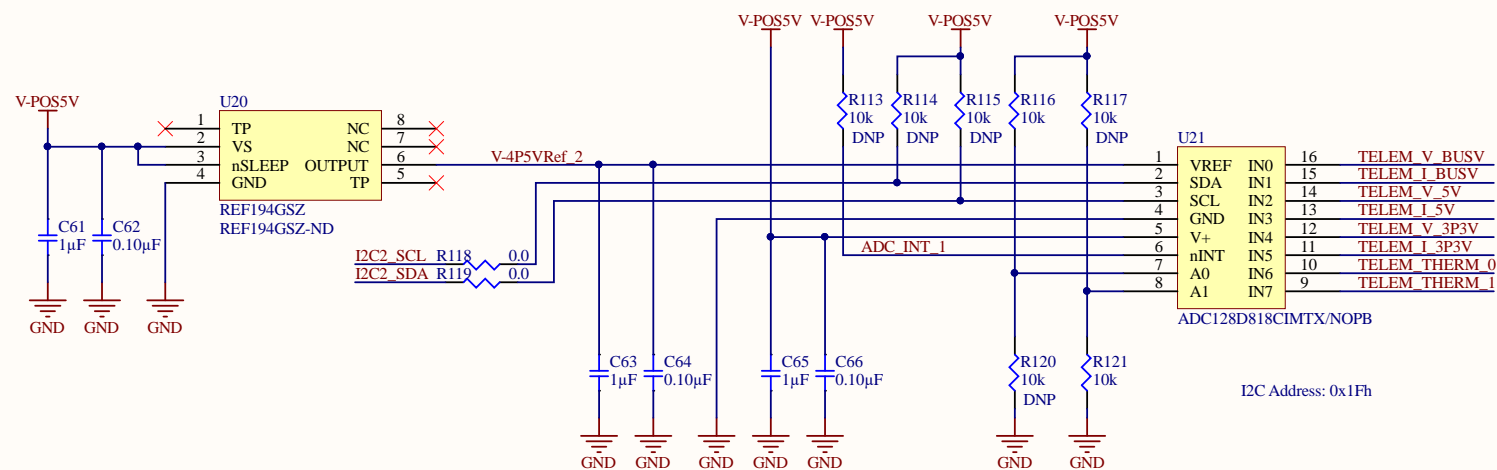 V-POS5V V-POS5V V-POS5V V-POS5V
V-POS5V
U20
1 TP NC 8
2 VS NC 7
3 nSLEEP OUTPUT 6
4 GND TP 5
REF194GSZ
REF194GSZ-ND
V-4P5VRef_2
C61
1µF
C62
0.10µF
GND GND GND
R113
10k
DNP
R114
10k
DNP
R115
10k
DNP
R116
10k
R117
10k
DNP
U21
1 VREF IN0 16 TELEM_V_BUSV
2 SDA IN1 15 TELEM_I_BUSV
3 SCL IN2 14 TELEM_V_5V
4 GND IN3 13 TELEM_I_5V
5 V+ IN4 12 TELEM_V_3P3V
6 nINT IN5 11 TELEM_I_3P3V
7 A0 IN6 10 TELEM_THERM_0
8 A1 IN7 9 TELEM_THERM_1
ADC128D818CIMTX/NOPB
ADC_INT_1
I2C2_SCL R118 0.0
I2C2_SDA R119 0.0
C63
1µF
C64
0.10µF
C65
1µF
C66
0.10µF
R120
10k
DNP
R121
10k
I2C Address: 0x1Fh
GND GND GND GND GND GND GND